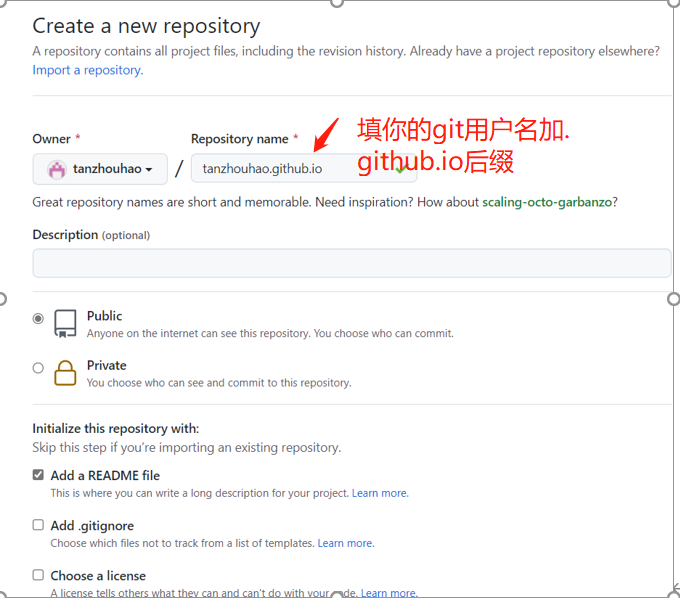 Create a new repository
A repository contains all project files, including the revision history. Already have a project repository elsewhere?
Import a repository.
Owner *
Repository name *
填你的git用户名加.
github.io后缀
tanzhouhao
/
tanzhouhao.github.io
Great repository names are short and memorable. Need inspiration? How about scaling-octo-garbanzo?
Description (optional)
Public
Anyone on the internet can see this repository. You choose who can commit.
Private
You choose who can see and commit to this repository.
Initialize this repository with:
Skip this step if you're importing an existing repository.
Add a README file
This is where you can write a long description for your project. Learn more.
Add .gitignore
Choose which files not to track from a list of templates. Learn more.
Choose a license
A license tells others what they can and can't do with your code. Learn more.